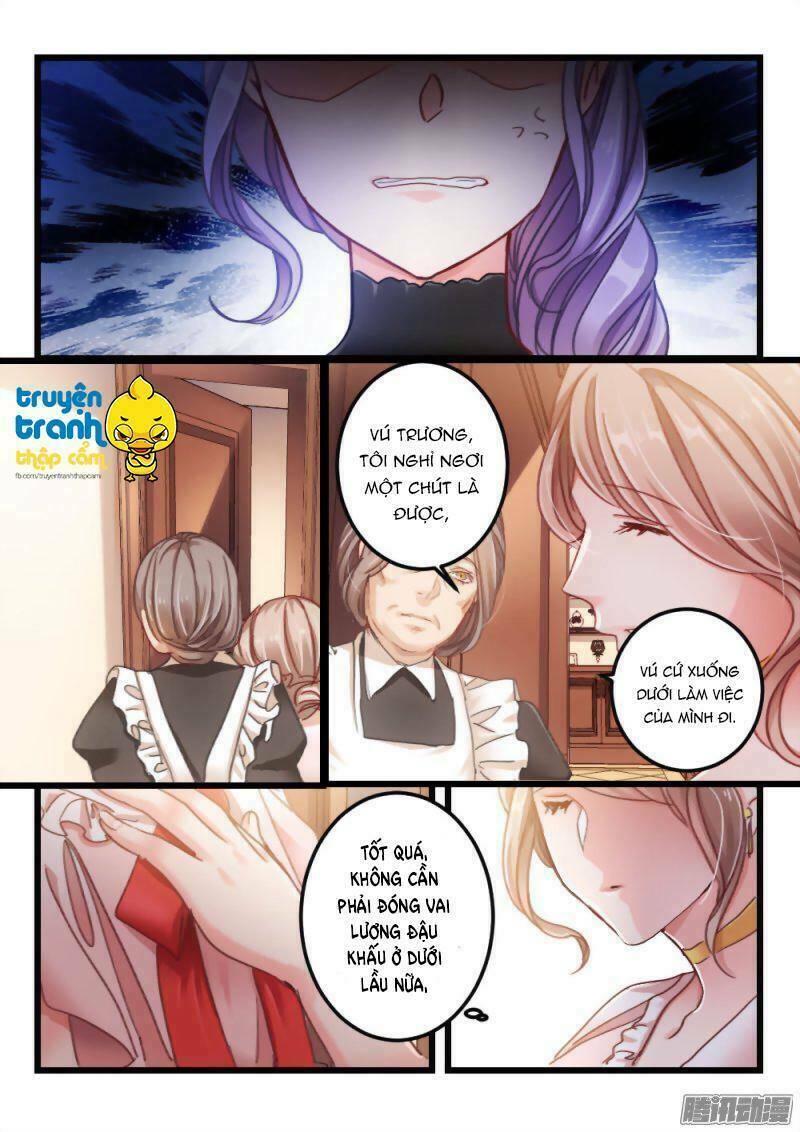 truyện
tranh
thập cẩm
fb.com/truyentranhthapcam
VÚ TRƯƠNG,
TÔI NGHỈ NGƠI
MỘT CHÚT LÀ
ĐƯỢC,
VÚ CỨ XUỐNG
DƯỚI LÀM VIỆC
CỦA MÌNH ĐI.
TỐT QUÁ,
KHÔNG CẦN
PHẢI ĐÓNG VAI
LƯƠNG ĐẬU
KHẤU Ở DƯỚI
LẦU NỮA,
腾讯动漫